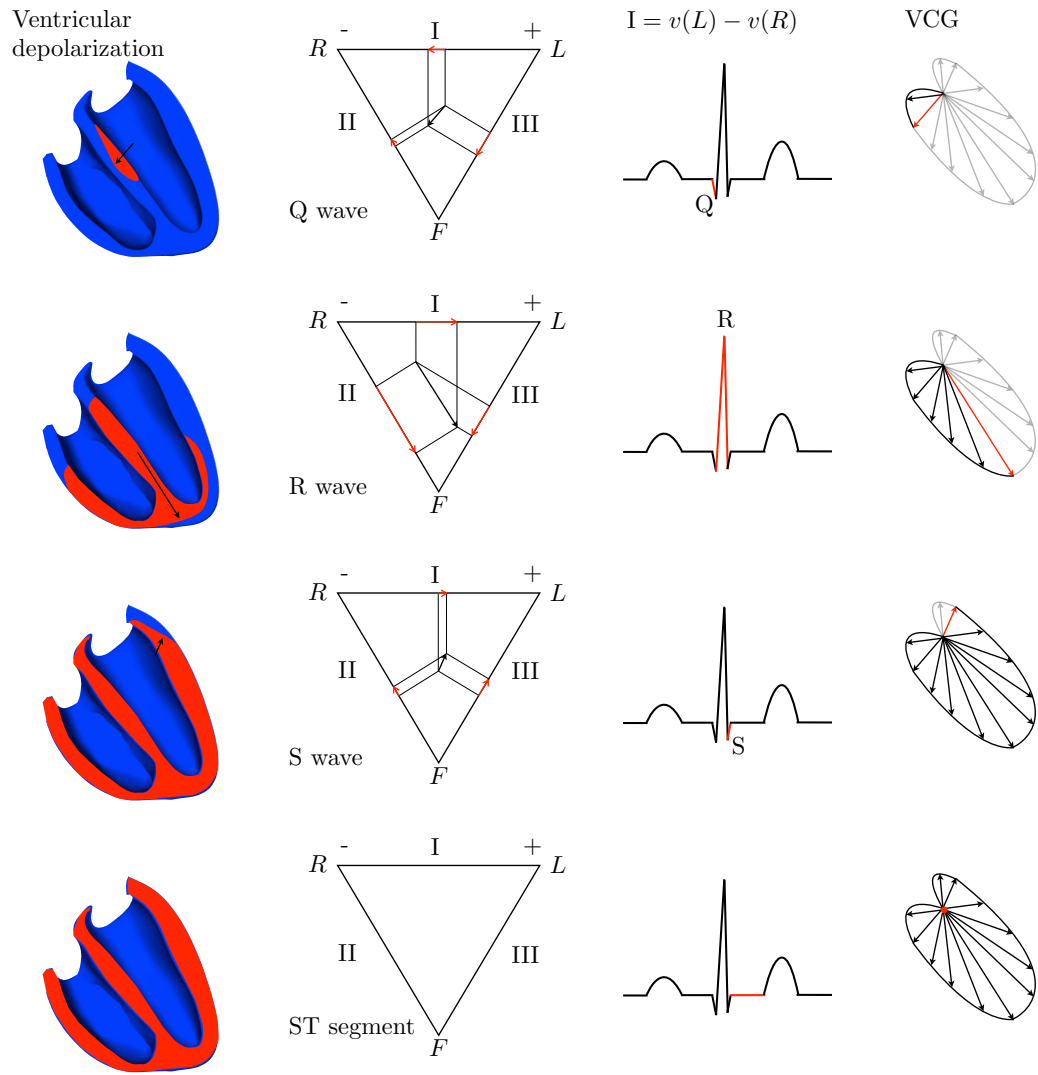 Ventricular
depolarization
I = v(L) − v(R)
VCG
- I +
R L
II III
Q wave
F
Q
- I +
R L
II III
R wave
F
R
- I +
R L
II III
S wave
F
S
- I +
R L
II III
ST segment
F